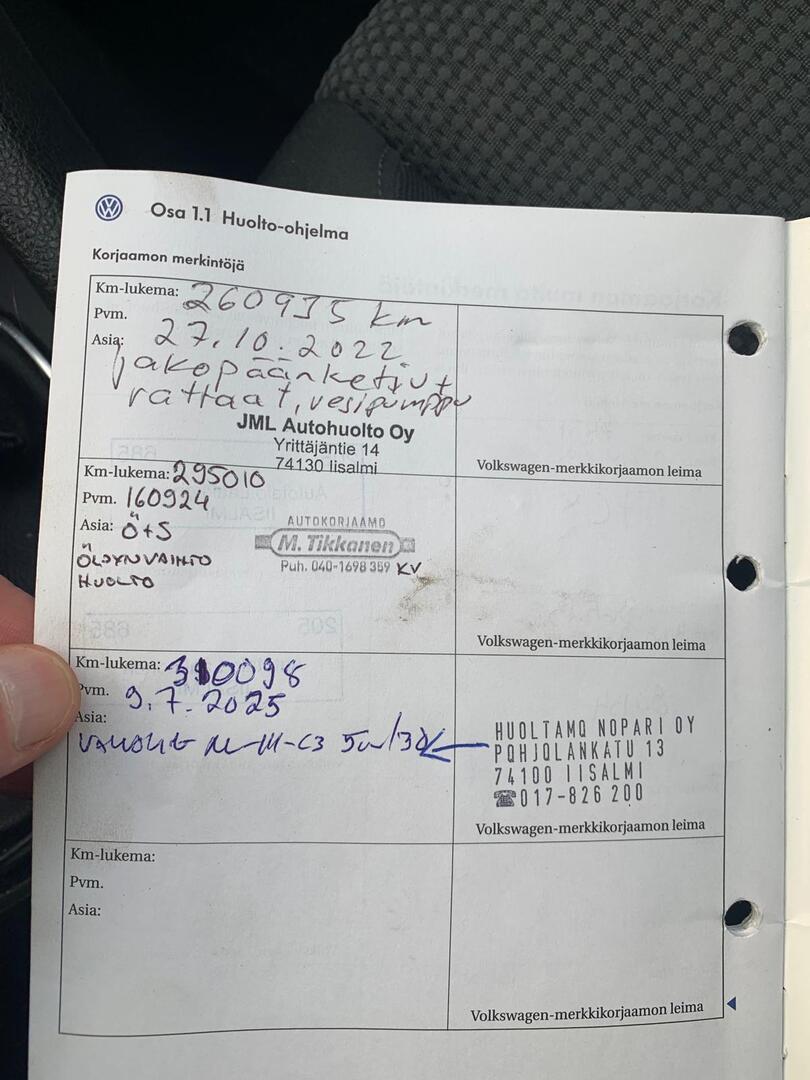 Osa 1.1 Huolto-ohjelma
Korjaamon merkintöjä
Km-lukema: 260935 km
Pvm. 27.10.2022
Asia: jakopäänketjut +
rattaat, vesipumppu
JML Autohuolto Oy
Yrittäjäntie 14
74130 Iisalmi
Volkswagen-merkkikorjaamon leima
Km-lukema: 295010
Pvm. 160924
Asia: Ö+S
ÖLJYNVAIHTO
HUOLTO
AUTOKORJAAMO
M. Tikkanen
Puh. 040-1698 359 KV
Volkswagen-merkkikorjaamon leima
Km-lukema: 310098
Pvm. 9.7.2025
Asia:
HUOLTAMO NOPARI OY
POHJOLANKATU 13
74100 IISALMI
☎017-826 200
Volkswagen-merkkikorjaamon leima
Km-lukema:
Pvm.
Asia:
Volkswagen-merkkikorjaamon leima